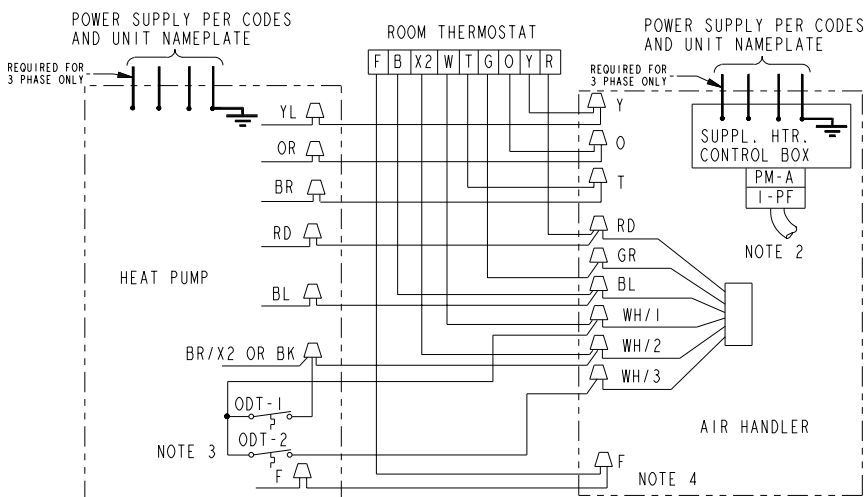 POWER SUPPLY PER CODES
AND UNIT NAMEPLATE
REQUIRED FOR
3 PHASE ONLY
ROOM THERMOSTAT
F B X2 W T G O Y R
POWER SUPPLY PER CODES
AND UNIT NAMEPLATE
REQUIRED FOR
3 PHASE ONLY
SUPPL. HTR.
CONTROL BOX
PM-A
1-PF
NOTE 2
YL
OR
BR
RD
HEAT PUMP
BL
BR/X2 OR BK
ODT-1
NOTE 3
ODT-2
F
Y
O
T
RD
GR
BL
WH/1
WH/2
WH/3
AIR HANDLER
F
NOTE 4